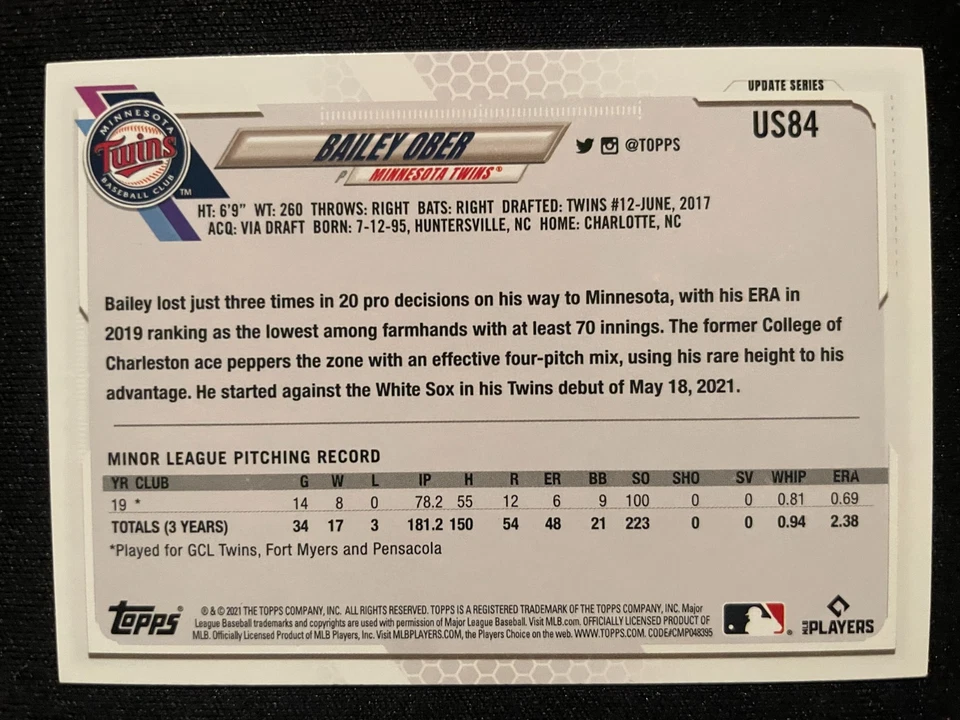 UPDATE SERIES
US84
MINNESOTA
Twins
BASEBALL CLUB
TM
BAILEY OBER
@TOPPS
P MINNESOTA TWINS®
HT: 6'9" WT: 260 THROWS: RIGHT BATS: RIGHT DRAFTED: TWINS #12-JUNE, 2017
ACQ: VIA DRAFT BORN: 7-12-95, HUNTERSVILLE, NC HOME: CHARLOTTE, NC
Bailey lost just three times in 20 pro decisions on his way to Minnesota, with his ERA in
2019 ranking as the lowest among farmhands with at least 70 innings. The former College of
Charleston ace peppers the zone with an effective four-pitch mix, using his rare height to his
advantage. He started against the White Sox in his Twins debut of May 18, 2021.
MINOR LEAGUE PITCHING RECORD
YR CLUB G W L IP H R ER BB SO SHO SV WHIP ERA
19 * 14 8 0 78.2 55 12 6 9 100 0 0 0.81 0.69
TOTALS (3 YEARS) 34 17 3 181.2 150 54 48 21 223 0 0 0.94 2.38
*Played for GCL Twins, Fort Myers and Pensacola
Topps®
® & © 2021 THE TOPPS COMPANY, INC. ALL RIGHTS RESERVED. TOPPS IS A REGISTERED TRADEMARK OF THE TOPPS COMPANY, INC. Major
League Baseball trademarks and copyrights are used with permission of Major League Baseball. Visit MLB.com. OFFICIALLY LICENSED PRODUCT OF
MLB. Officially Licensed Product of MLB Players, Inc. Visit MLBPLAYERS.COM, the Players Choice on the web. WWW.TOPPS.COM. CODE#CMP048395
®
MLB PLAYERS